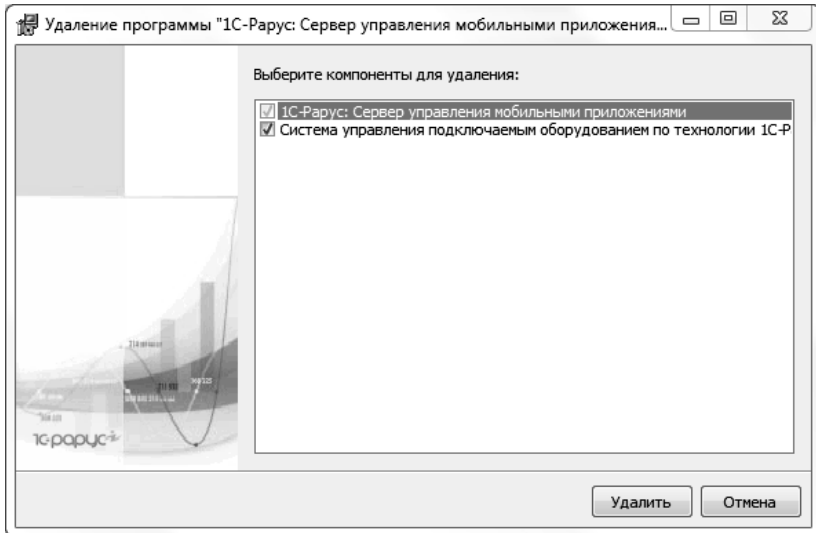 Удаление программы "1С-Рарус: Сервер управления мобильными приложения...
Выберите компоненты для удаления:
1С-Рарус: Сервер управления мобильными приложениями
Система управления подключаемым оборудованием по технологии 1С-Р
1С·рарус
Удалить
Отмена